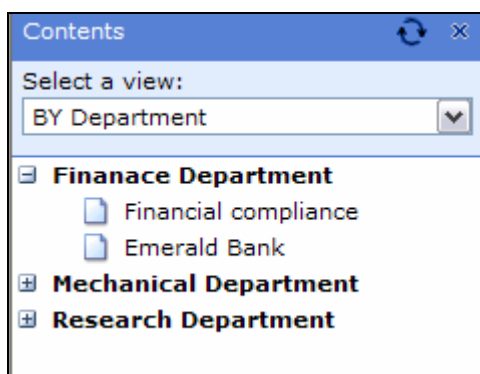 Contents
Select a view:
BY Department
Finanace Department
Financial compliance
Emerald Bank
Mechanical Department
Research Department